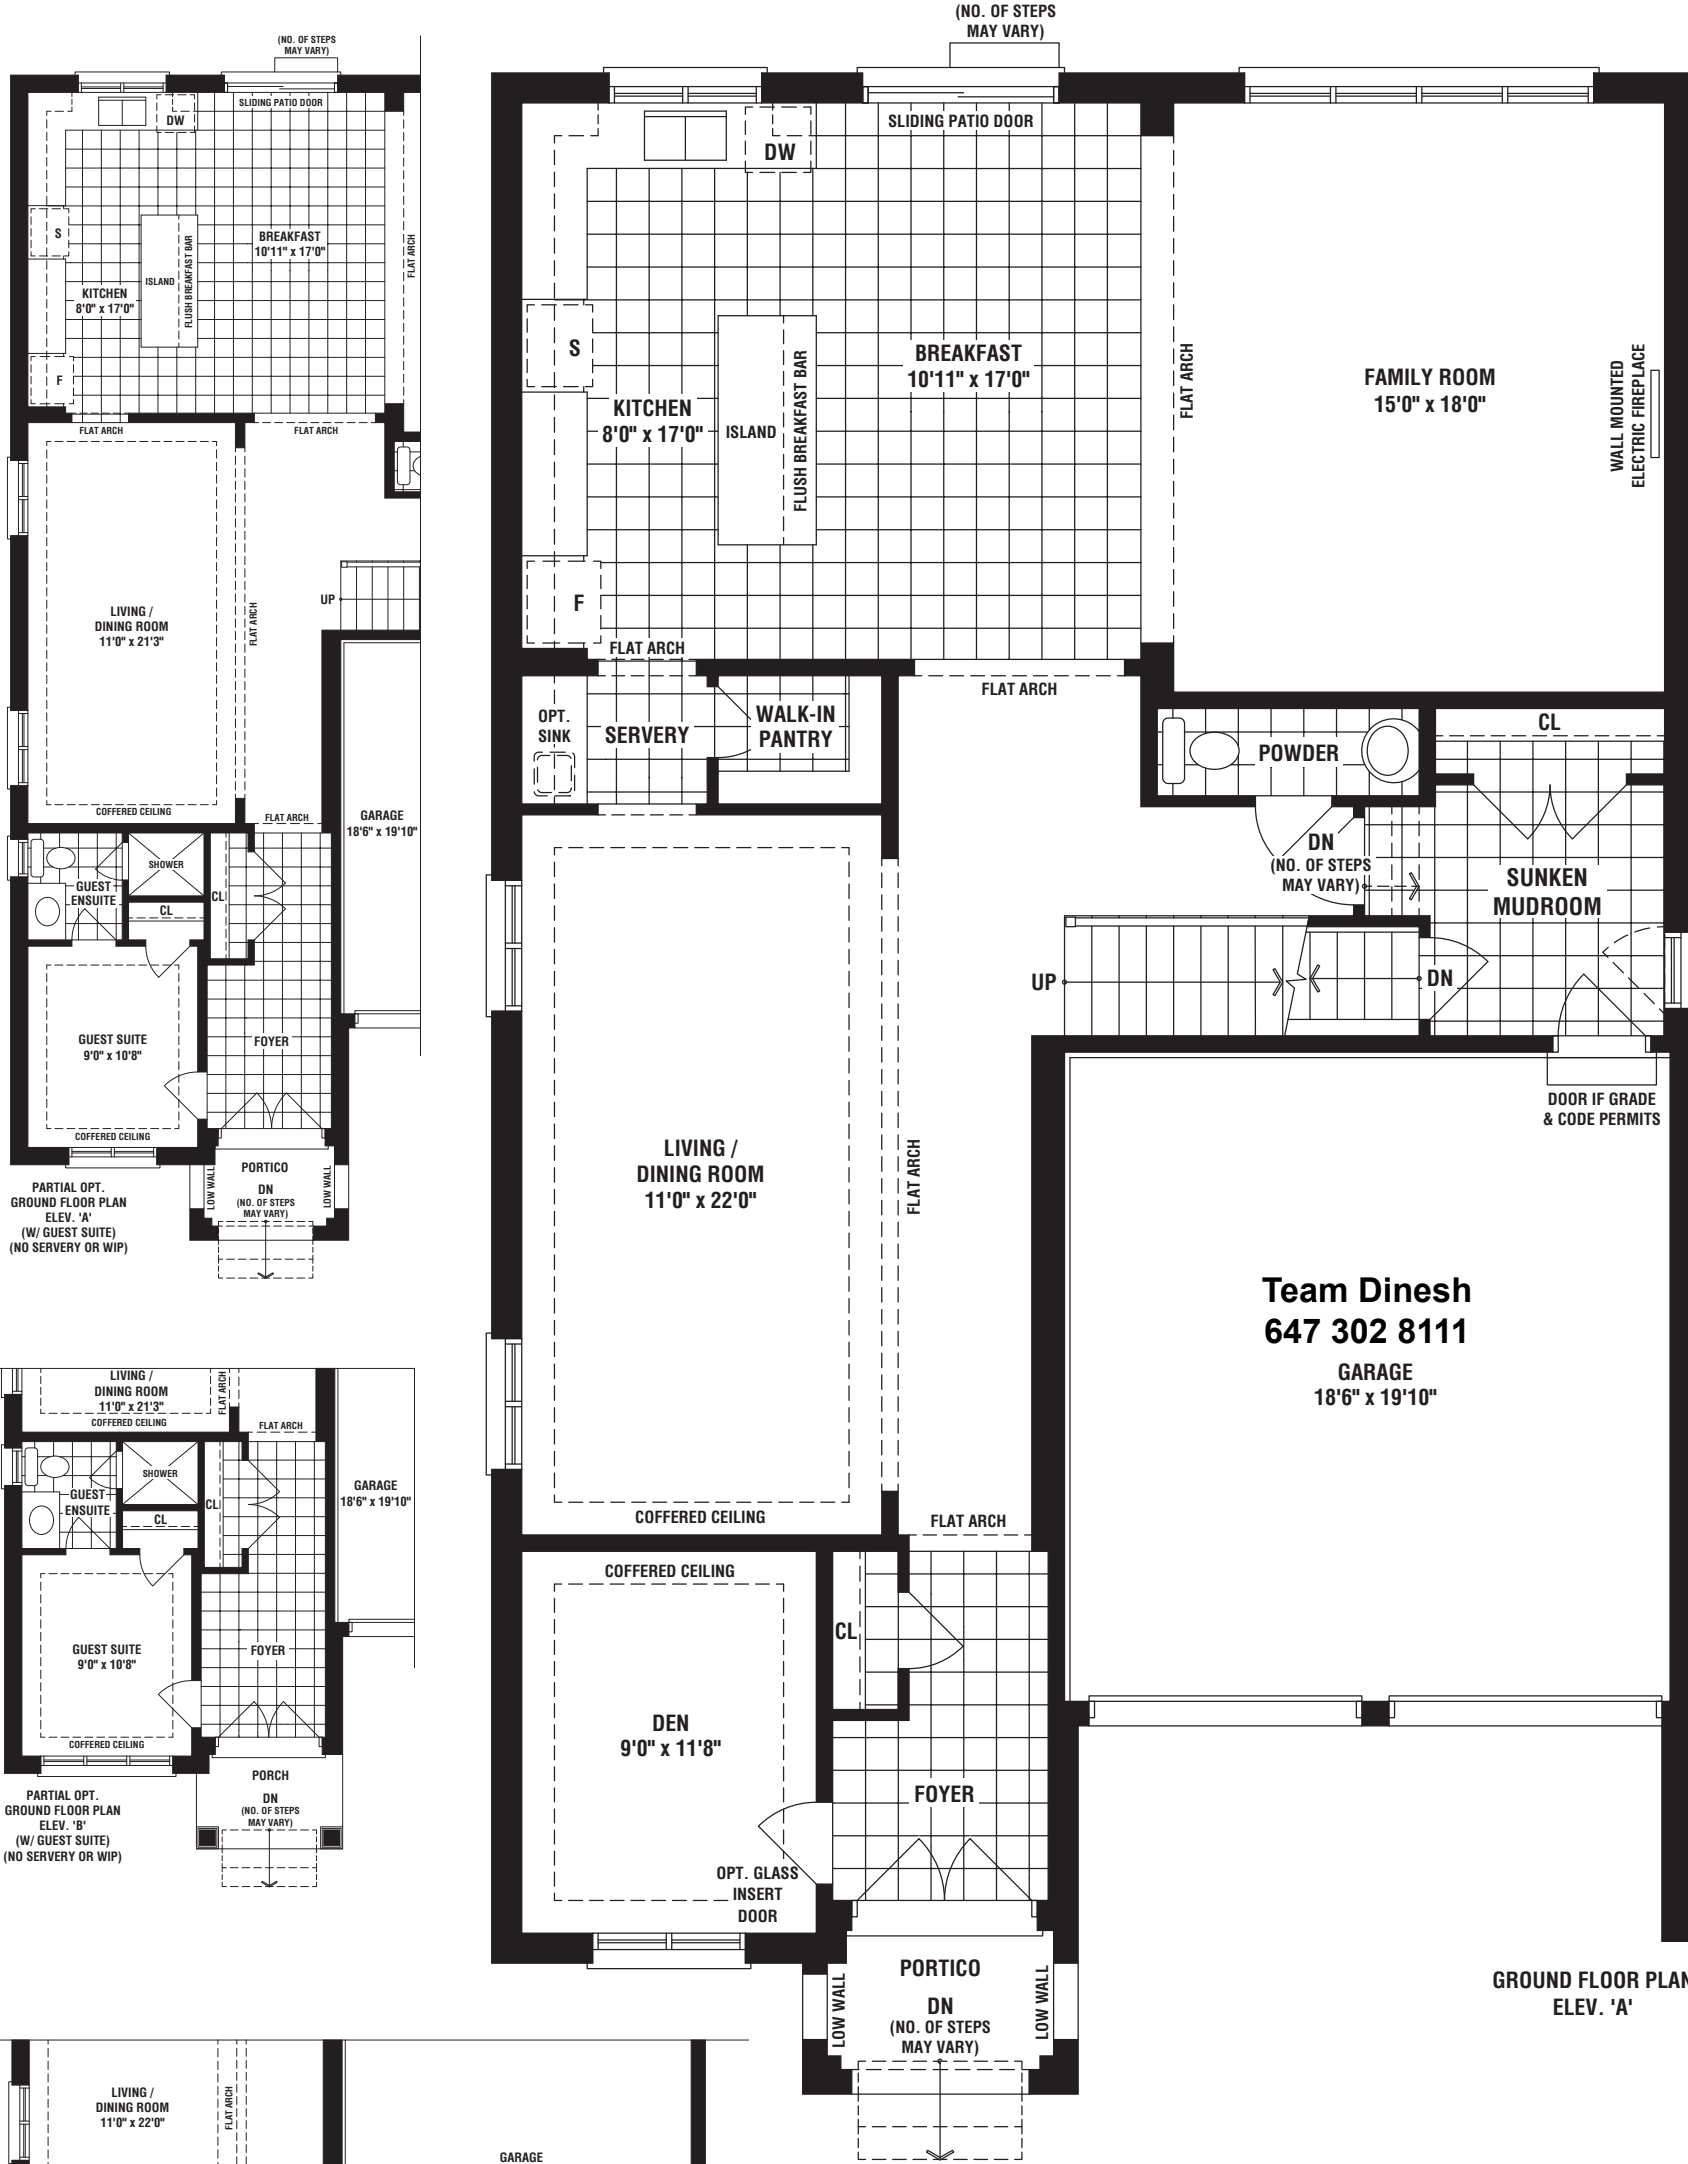 (NO. OF STEPS
MAY VARY)
SLIDING PATIO DOOR
DW
S
BREAKFAST
10'11" x 17'0"
ISLAND
FLUSH BREAKFAST BAR
FLAT ARCH
KITCHEN
8'0" x 17'0"
F
FLAT ARCH
FLAT ARCH
LIVING /
DINING ROOM
11'0" x 21'3"
FLAT ARCH
UP
COFFERED CEILING
FLAT ARCH
GARAGE
18'6" x 19'10"
SHOWER
GUEST
ENSUITE
CL
CL
GUEST SUITE
9'0" x 10'8"
FOYER
COFFERED CEILING
PORTICO
LOW WALL
LOW WALL
DN
(NO. OF STEPS
MAY VARY)
PARTIAL OPT.
GROUND FLOOR PLAN
ELEV. 'A'
(W/ GUEST SUITE)
(NO SERVERY OR WIP)
LIVING /
DINING ROOM
11'0" x 21'3"
COFFERED CEILING
FLAT ARCH
FLAT ARCH
SHOWER
GUEST
ENSUITE
CL
CL
GARAGE
18'6" x 19'10"
GUEST SUITE
9'0" x 10'8"
FOYER
COFFERED CEILING
PORCH
DN
(NO. OF STEPS
MAY VARY)
PARTIAL OPT.
GROUND FLOOR PLAN
ELEV. 'B'
(W/ GUEST SUITE)
(NO SERVERY OR WIP)
LIVING /
DINING ROOM
11'0" x 22'0"
FLAT ARCH
GARAGE
(NO. OF STEPS
MAY VARY)
SLIDING PATIO DOOR
DW
S
BREAKFAST
10'11" x 17'0"
FLAT ARCH
FAMILY ROOM
15'0" x 18'0"
WALL MOUNTED
ELECTRIC FIREPLACE
KITCHEN
8'0" x 17'0"
ISLAND
FLUSH BREAKFAST BAR
F
FLAT ARCH
FLAT ARCH
OPT.
SINK
SERVERY
WALK-IN
PANTRY
POWDER
CL
DN
(NO. OF STEPS
MAY VARY)
SUNKEN
MUDROOM
UP
DN
DOOR IF GRADE
& CODE PERMITS
LIVING /
DINING ROOM
11'0" x 22'0"
FLAT ARCH
Team Dinesh
647 302 8111
GARAGE
18'6" x 19'10"
COFFERED CEILING
FLAT ARCH
COFFERED CEILING
CL
DEN
9'0" x 11'8"
FOYER
OPT. GLASS
INSERT
DOOR
PORTICO
LOW WALL
LOW WALL
DN
(NO. OF STEPS
MAY VARY)
GROUND FLOOR PLAN
ELEV. 'A'